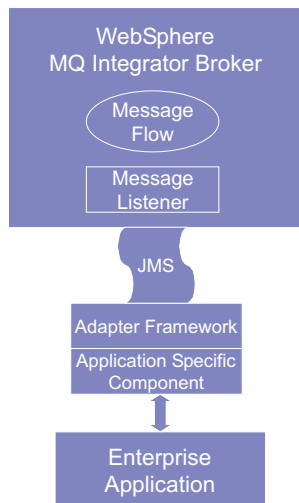 WebSphere
MQ Integrator Broker
Message
Flow
Message
Listener
JMS
Adapter Framework
Application Specific
Component
Enterprise
Application